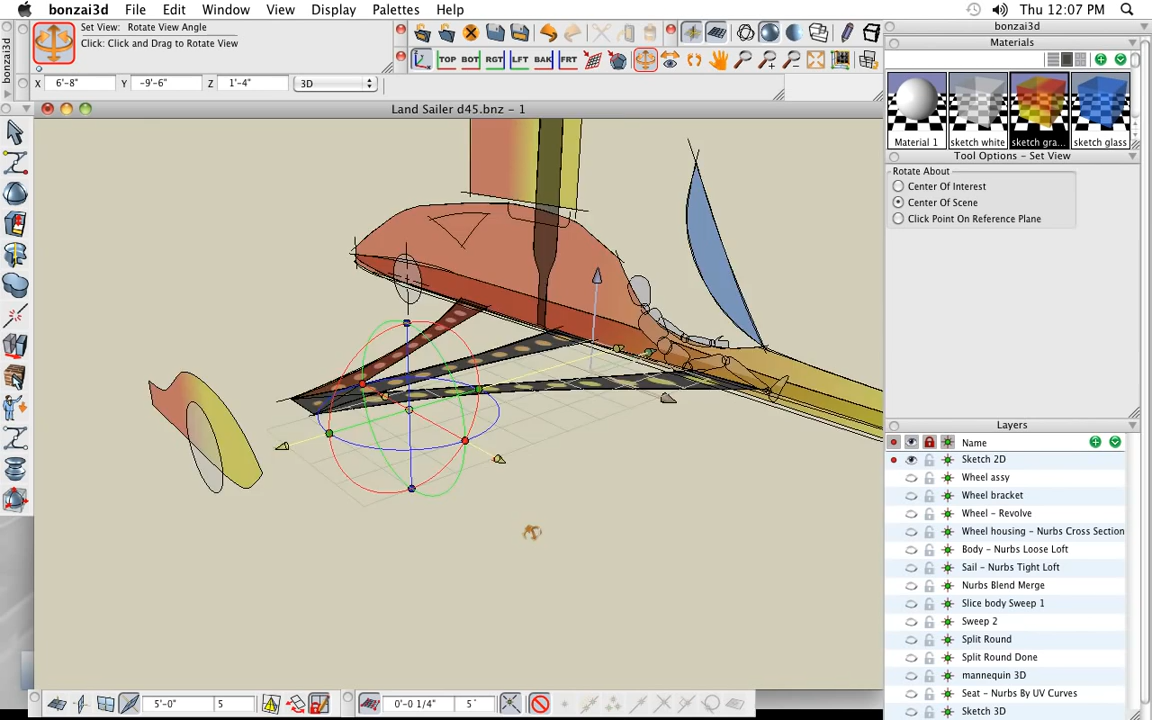 bonzai3d File Edit Window View Display Palettes Help Thu 12:07 PM
Set View: Rotate View Angle
Click: Click and Drag to Rotate View
bonzai3d
TOP BOT RGT LFT BAK FRT
X 6'-8" Y -9'-6" Z 1'-4" 3D
Land Sailer d45.bnz - 1
bonzai3d
Materials
Material 1 sketch white sketch gra... sketch glass
Tool Options - Set View
Rotate About
Center Of Interest
Center Of Scene
Click Point On Reference Plane
Layers
Name
Sketch 2D
Wheel assy
Wheel bracket
Wheel - Revolve
Wheel housing - Nurbs Cross Section
Body - Nurbs Loose Loft
Sail - Nurbs Tight Loft
Nurbs Blend Merge
Slice body Sweep 1
Sweep 2
Split Round
Split Round Done
mannequin 3D
Seat - Nurbs By UV Curves
Sketch 3D
5'-0" 5 0'-0 1/4" 5°